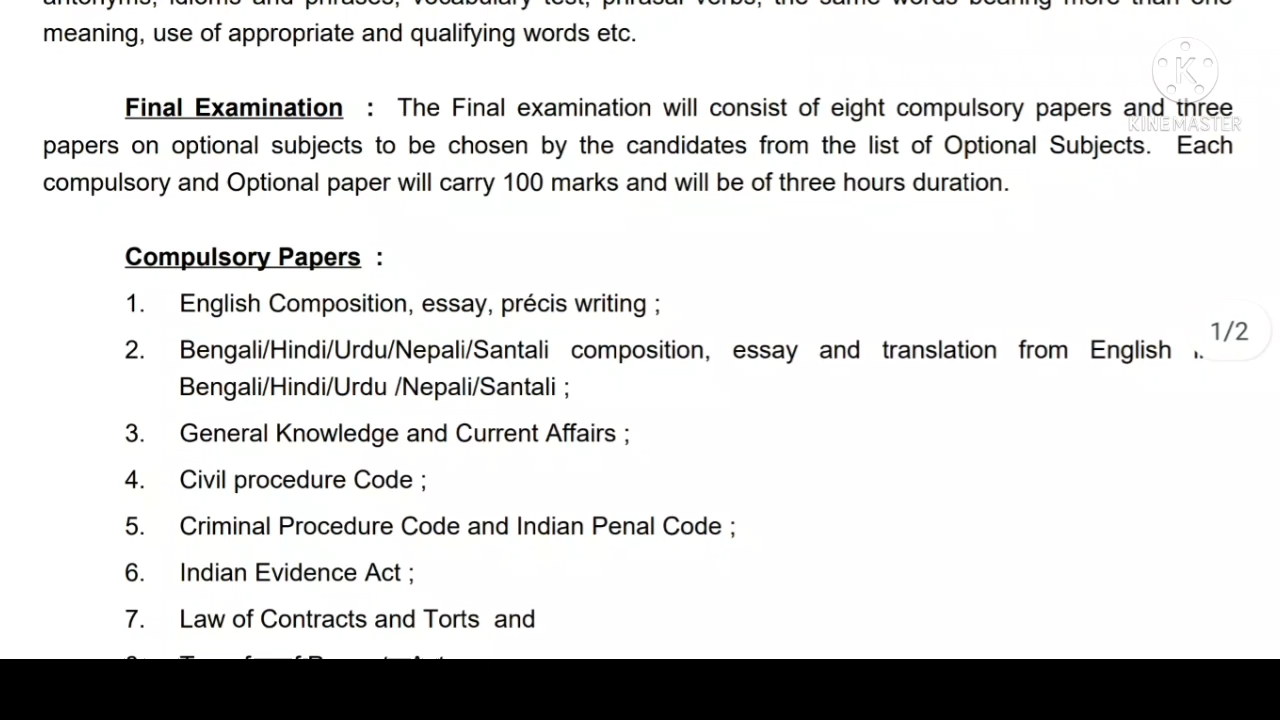 meaning, use of appropriate and qualifying words etc.
KINEMASTER
Final Examination : The Final examination will consist of eight compulsory papers and three
papers on optional subjects to be chosen by the candidates from the list of Optional Subjects. Each
compulsory and Optional paper will carry 100 marks and will be of three hours duration.
Compulsory Papers :
1. English Composition, essay, précis writing ;
2. Bengali/Hindi/Urdu/Nepali/Santali composition, essay and translation from English
1/2
Bengali/Hindi/Urdu /Nepali/Santali ;
3. General Knowledge and Current Affairs ;
4. Civil procedure Code ;
5. Criminal Procedure Code and Indian Penal Code ;
6. Indian Evidence Act ;
7. Law of Contracts and Torts and